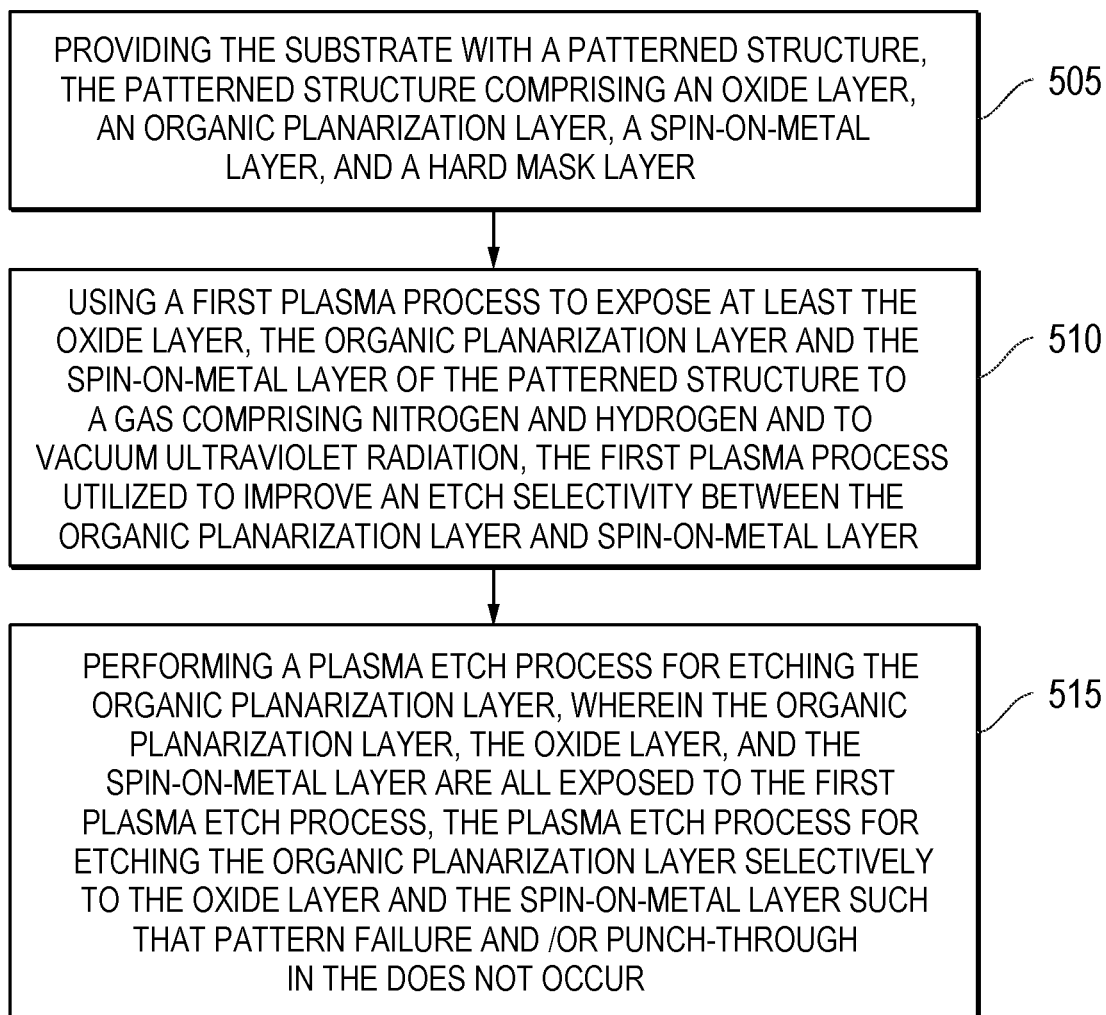 PROVIDING THE SUBSTRATE WITH A PATTERNED STRUCTURE,
THE PATTERNED STRUCTURE COMPRISING AN OXIDE LAYER,
AN ORGANIC PLANARIZATION LAYER, A SPIN-ON-METAL
LAYER, AND A HARD MASK LAYER
505
USING A FIRST PLASMA PROCESS TO EXPOSE AT LEAST THE
OXIDE LAYER, THE ORGANIC PLANARIZATION LAYER AND THE
SPIN-ON-METAL LAYER OF THE PATTERNED STRUCTURE TO
A GAS COMPRISING NITROGEN AND HYDROGEN AND TO
VACUUM ULTRAVIOLET RADIATION, THE FIRST PLASMA PROCESS
UTILIZED TO IMPROVE AN ETCH SELECTIVITY BETWEEN THE
ORGANIC PLANARIZATION LAYER AND SPIN-ON-METAL LAYER
510
PERFORMING A PLASMA ETCH PROCESS FOR ETCHING THE
ORGANIC PLANARIZATION LAYER, WHEREIN THE ORGANIC
PLANARIZATION LAYER, THE OXIDE LAYER, AND THE
SPIN-ON-METAL LAYER ARE ALL EXPOSED TO THE FIRST
PLASMA ETCH PROCESS, THE PLASMA ETCH PROCESS FOR
ETCHING THE ORGANIC PLANARIZATION LAYER SELECTIVELY
TO THE OXIDE LAYER AND THE SPIN-ON-METAL LAYER SUCH
THAT PATTERN FAILURE AND /OR PUNCH-THROUGH
IN THE DOES NOT OCCUR
515